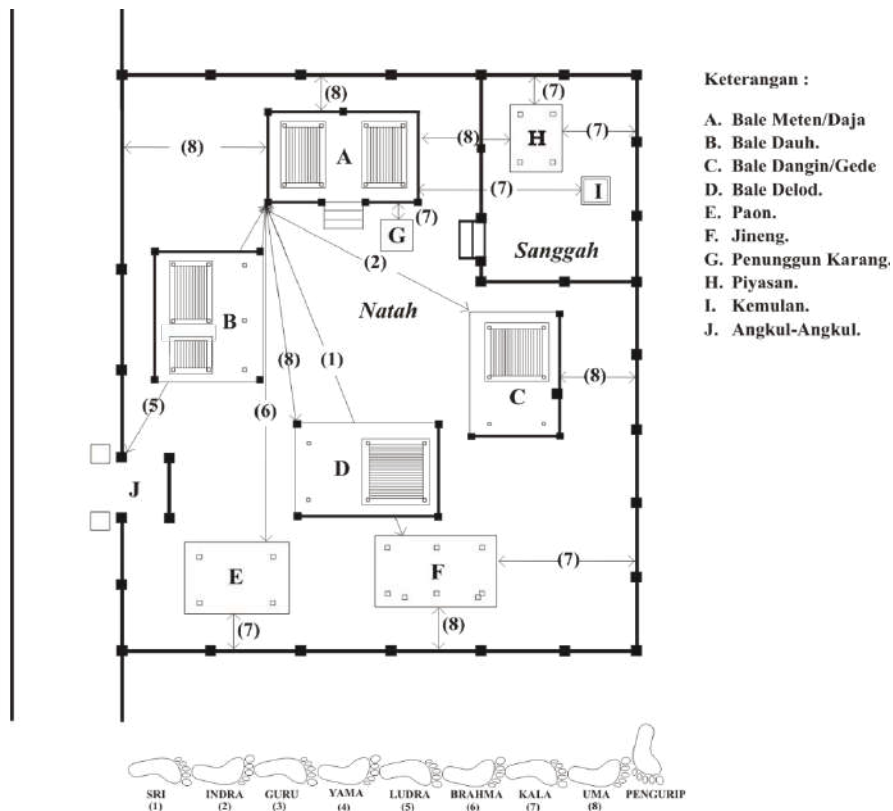 Keterangan :
A. Bale Meten/Daja
B. Bale Dauh.
C. Bale Dangin/Gede
D. Bale Delod.
E. Paon.
F. Jineng.
G. Penunggun Karang.
H. Piyasan.
I. Kemulan.
J. Angkul-Angkul.
(8) (7)
(8) A (8) H (7)
(7) I
G (7)
(2) Sanggah
B Natah
(8) (1)
(5) (6) C (8)
J D
E F (7)
(7) (8)
SRI INDRA GURU YAMA LUDRA BRAHMA KALA UMA PENGURIP
(1) (2) (3) (4) (5) (6) (7) (8)